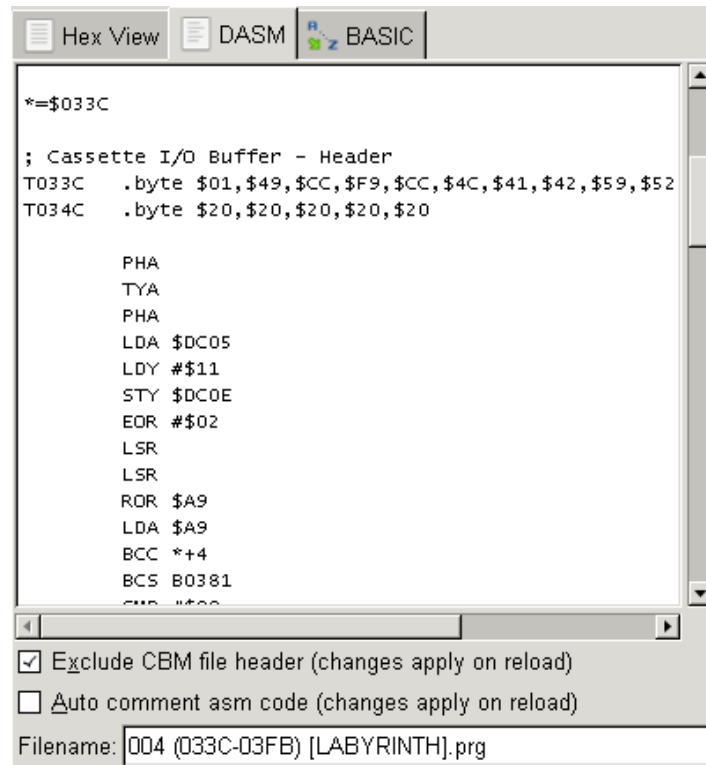 Hex View DASM BASIC
*=$033C
; Cassette I/O Buffer - Header
T033C .byte $01,$49,$CC,$F9,$CC,$4C,$41,$42,$59,$52
T034C .byte $20,$20,$20,$20,$20
PHA
TYA
PHA
LDA $DC05
LDY #$11
STY $DC0E
EOR #$02
LSR
LSR
ROR $A9
LDA $A9
BCC *+4
BCS B0381
Exclude CBM file header (changes apply on reload)
Auto comment asm code (changes apply on reload)
Filename: 004 (033C-03FB) [LABYRINTH].prg